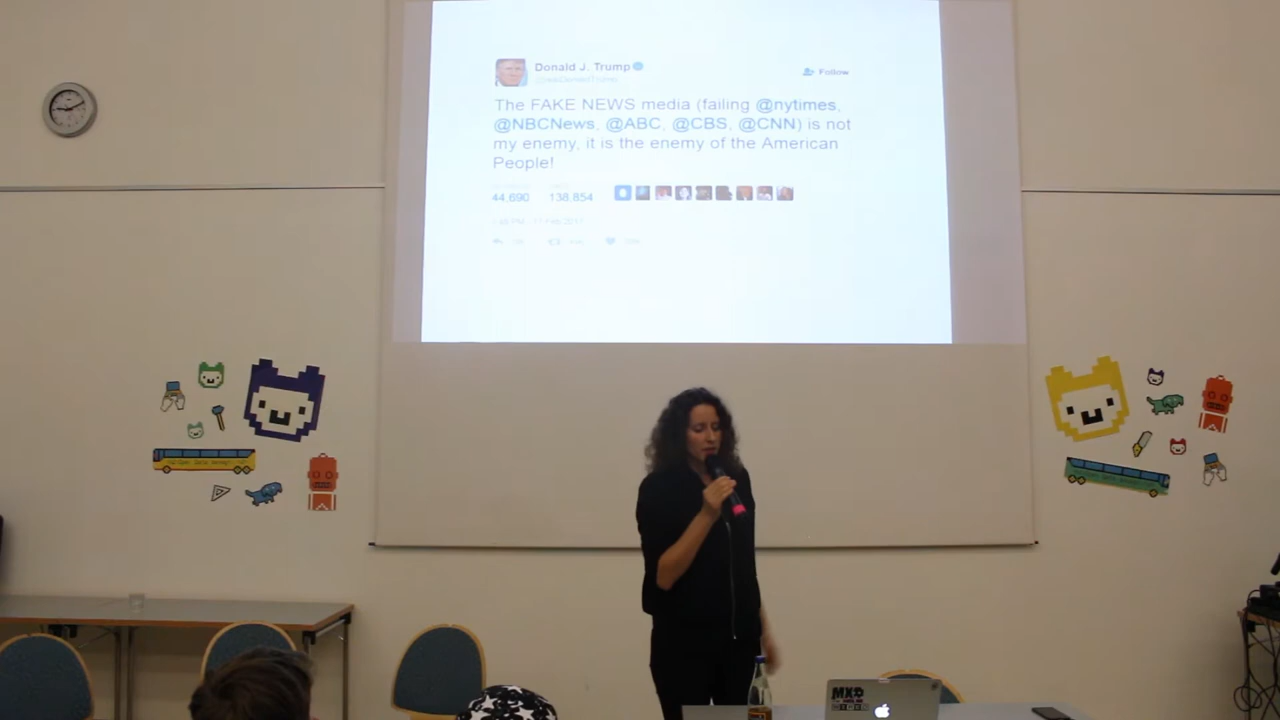 Donald J. Trump
@realDonaldTrump
Follow
The FAKE NEWS media (failing @nytimes,
@NBCNews, @ABC, @CBS, @CNN) is not
my enemy, it is the enemy of the American
People!
44,690 138,854